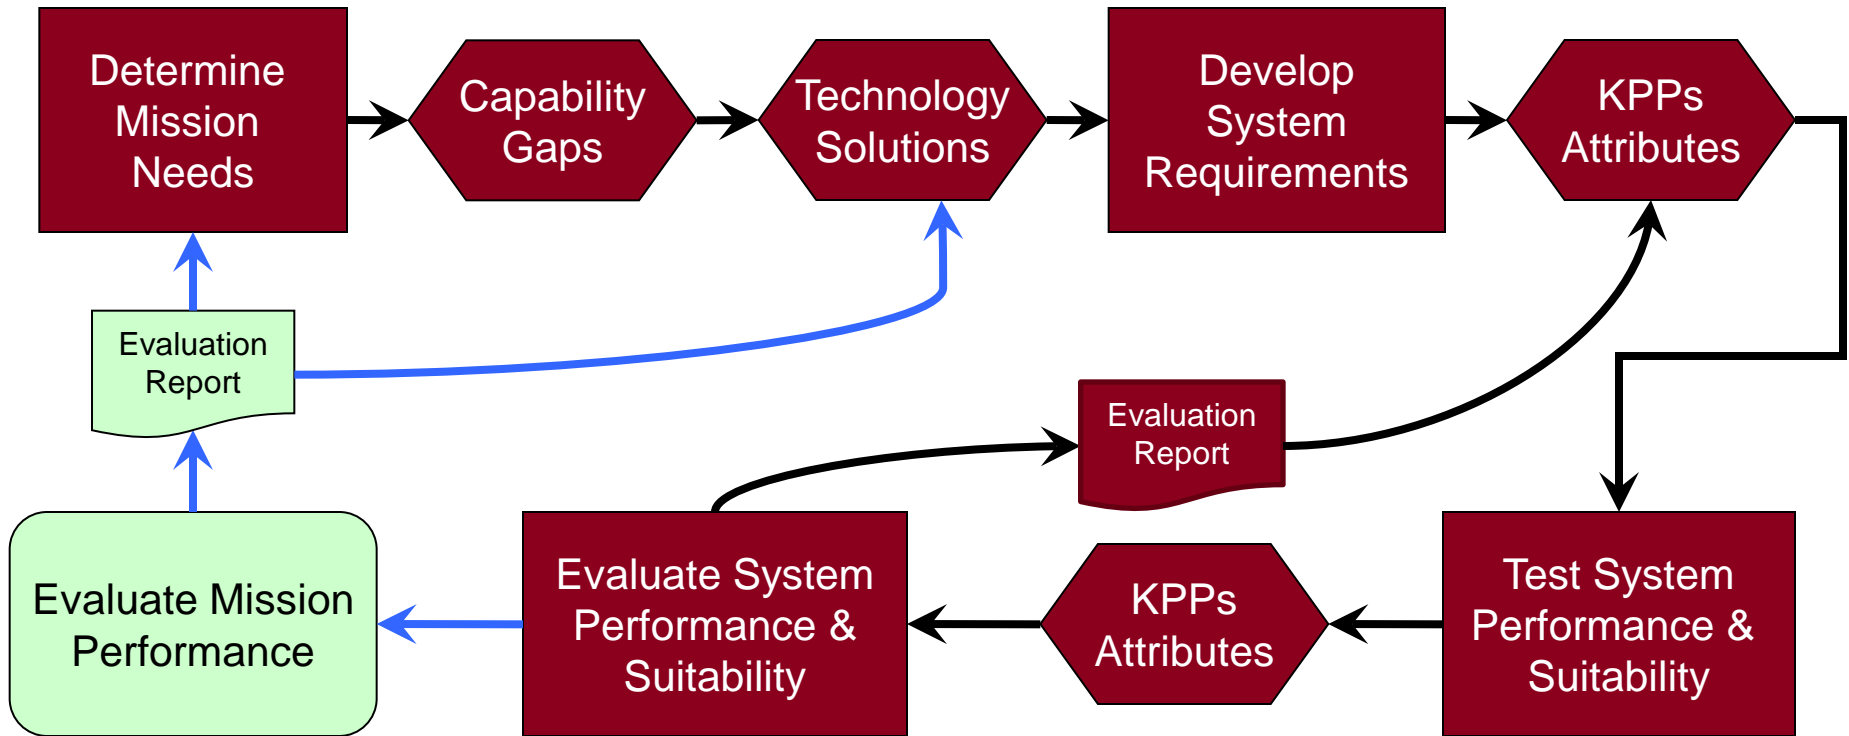 Determine
Mission
Needs
Capability
Gaps
Technology
Solutions
Develop
System
Requirements
KPPs
Attributes
Evaluation
Report
Evaluation
Report
Evaluate Mission
Performance
Evaluate System
Performance &
Suitability
KPPs
Attributes
Test System
Performance &
Suitability